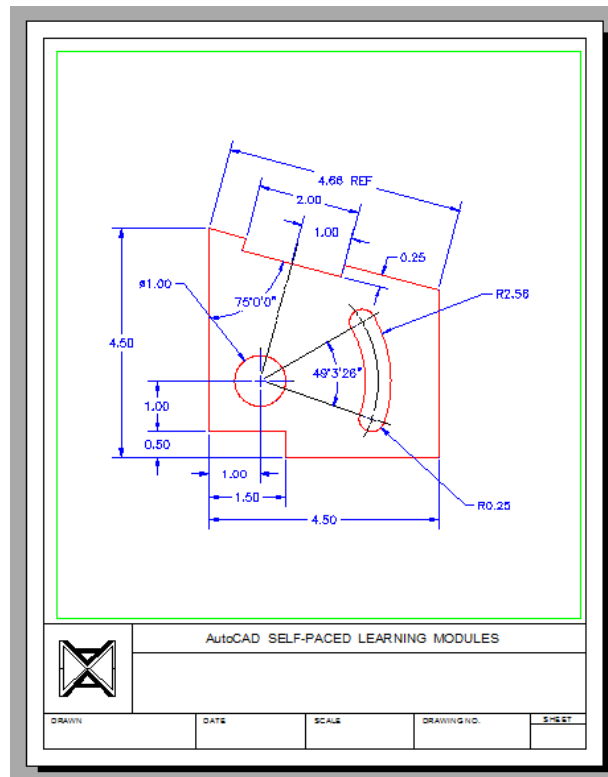 4.66 REF
2.00
1.00
0.25
ø1.00
75°0'0"
R2.56
4.50
49°3'26"
1.00
0.50
1.00
1.50
R0.25
4.50
AutoCAD SELF-PACED LEARNING MODULES
DRAWN DATE SCALE DRAWING NO. SHEET